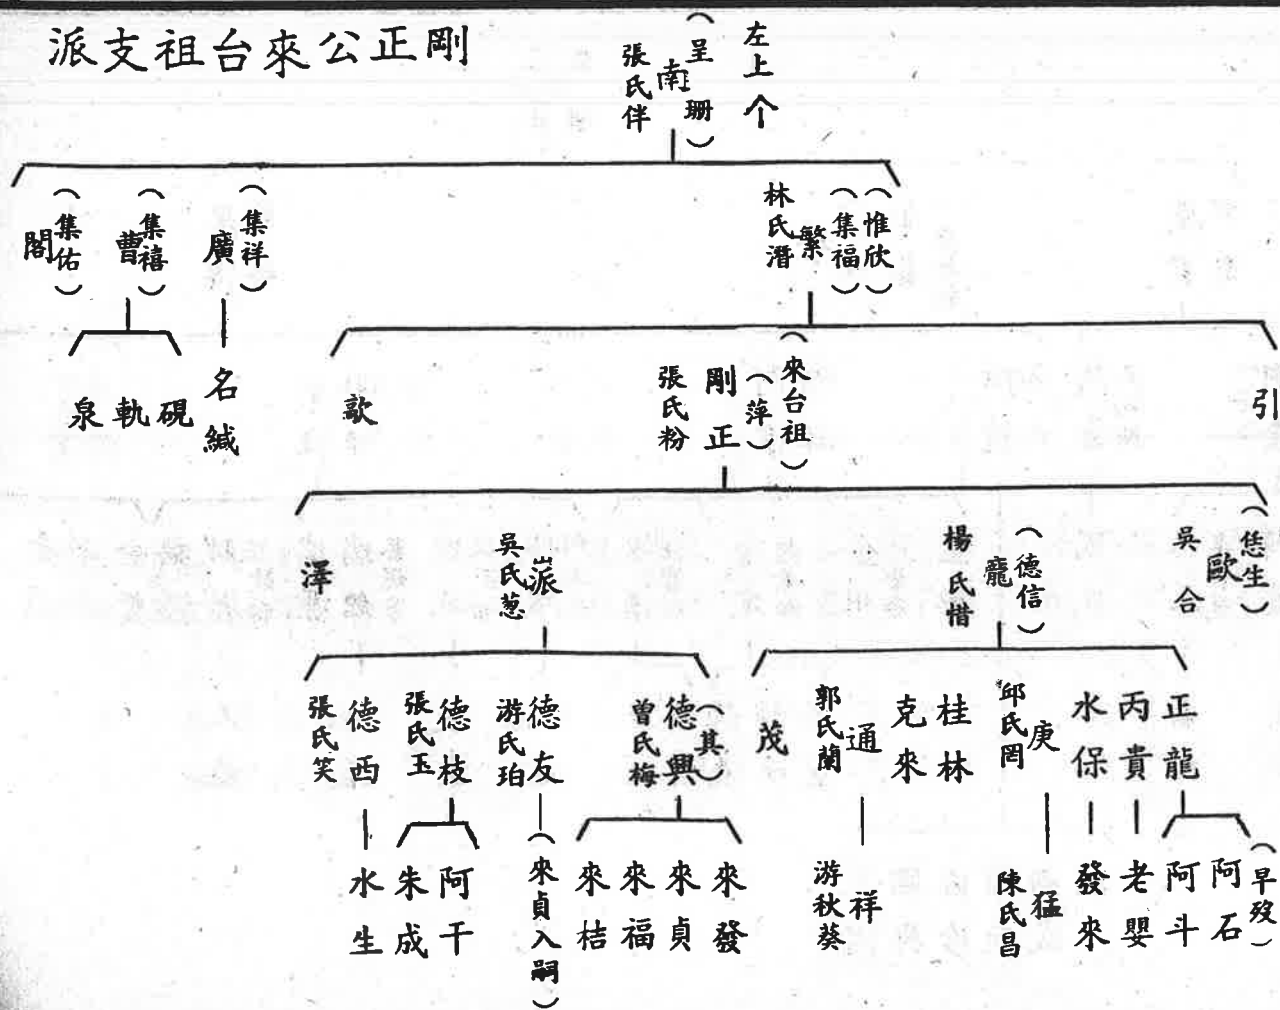 剛正公來台祖支派
左上个
（呈珊）
南
張氏伴
（惟欣）
（集福）
繁
林氏潛
（集祥）
廣
（集禧）
曹
（集佑）
閣
引
（來台祖）
（萍）
剛正
張氏粉
歆
名緘
硯
軌
泉
（恁生）
歐
吳合
（德信）
龐
楊氏惜
派
吳氏葱
澤
正龍
丙貴
水保
庚
邱氏罔
桂林
克來
通
郭氏蘭
茂
（其）
德興
曾氏梅
德友
游氏珀
德枝
張氏玉
德西
張氏笑
（早歿）
阿石
阿斗
老嬰
發來
猛
陳氏昌
祥
游秋葵
來發
來貞
來福
來桔
（來貞入嗣）
阿干
朱成
水生